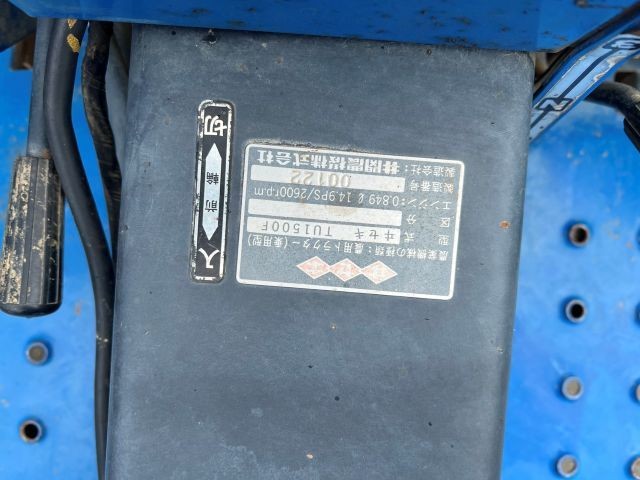 農業機械の種類：農用トラクター(乗用型)
型 式 ヰセキ TU1500F
区 分
エンジン：0.849ℓ 14.9PS/2600r.p.m
製造番号 00122
製造会社：井関農機株式会社
入 前輪 切
N